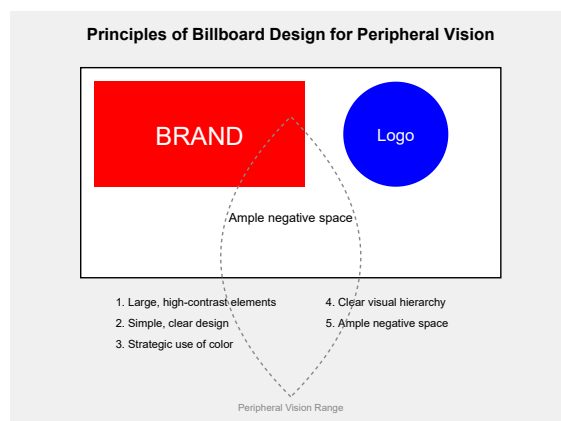 Principles of Billboard Design for Peripheral Vision
BRAND
Logo
Ample negative space
1. Large, high-contrast elements
2. Simple, clear design
3. Strategic use of color
4. Clear visual hierarchy
5. Ample negative space
Peripheral Vision Range